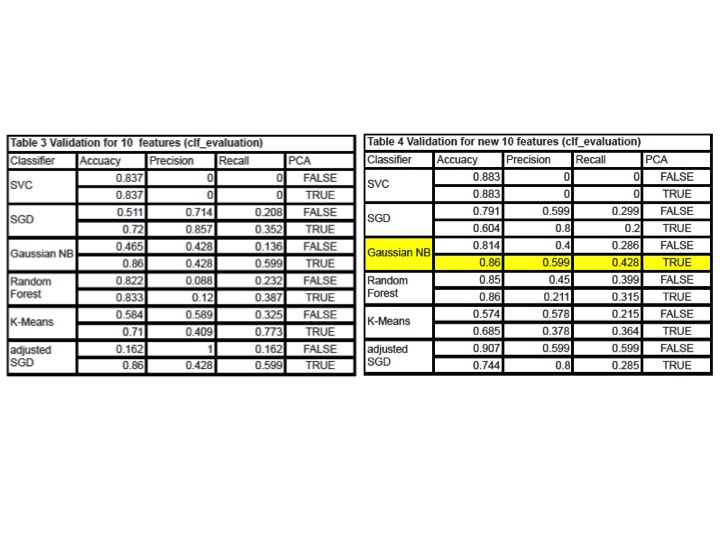 Table 3 Validation for 10 features (clf_evaluation)
Classifier Accuacy Precision Recall PCA
SVC 0.837 0 0 FALSE
0.837 0 0 TRUE
SGD 0.511 0.714 0.208 FALSE
0.72 0.857 0.352 TRUE
Gaussian NB 0.465 0.428 0.136 FALSE
0.86 0.428 0.599 TRUE
Random Forest 0.822 0.088 0.232 FALSE
0.833 0.12 0.387 TRUE
K-Means 0.584 0.589 0.325 FALSE
0.71 0.409 0.773 TRUE
adjusted SGD 0.162 1 0.162 FALSE
0.86 0.428 0.599 TRUE
Table 4 Validation for new 10 features (clf_evaluation)
Classifier Accuacy Precision Recall PCA
SVC 0.883 0 0 FALSE
0.883 0 0 TRUE
SGD 0.791 0.599 0.299 FALSE
0.604 0.8 0.2 TRUE
Gaussian NB 0.814 0.4 0.286 FALSE
0.86 0.599 0.428 TRUE
Random Forest 0.85 0.45 0.399 FALSE
0.86 0.211 0.315 TRUE
K-Means 0.574 0.578 0.215 FALSE
0.685 0.378 0.364 TRUE
adjusted SGD 0.907 0.599 0.599 FALSE
0.744 0.8 0.285 TRUE